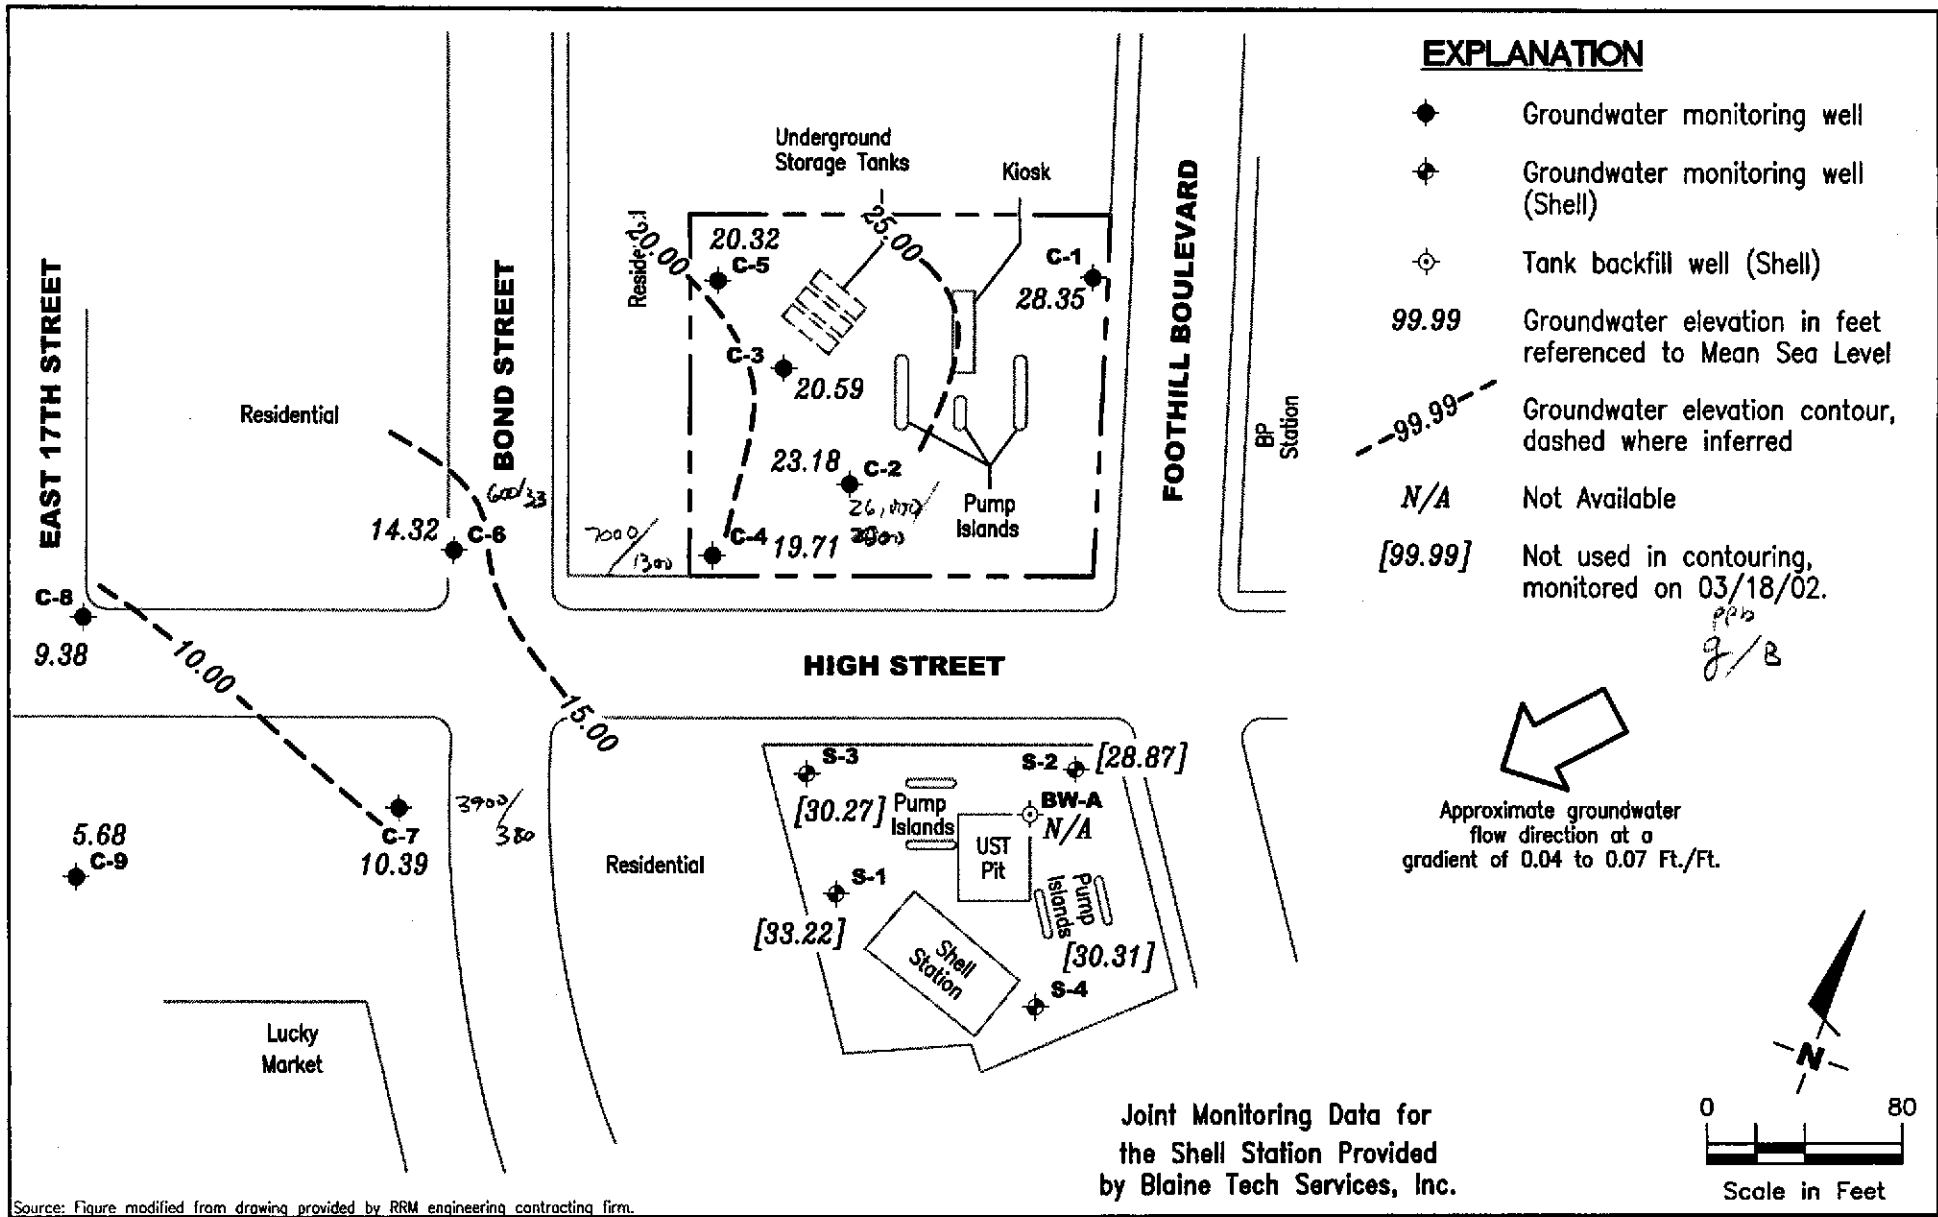 EXPLANATION
Groundwater monitoring well
Groundwater monitoring well
(Shell)
Tank backfill well (Shell)
99.99
Groundwater elevation in feet
referenced to Mean Sea Level
99.99
Groundwater elevation contour,
dashed where inferred
N/A
Not Available
[99.99]
Not used in contouring,
monitored on 03/18/02.
ppb
g/B
Approximate groundwater
flow direction at a
gradient of 0.04 to 0.07 Ft./Ft.
N
0
80
Scale in Feet
Underground
Storage Tanks
Kiosk
20.00
20.32
C-5
25.00
C-1
28.35
C-3
20.59
23.18
C-2
26,000/
Pump
Islands
C-4
19.71
7000/
1300
EAST 17TH STREET
BOND STREET
FOOTHILL BOULEVARD
BP
Station
Residential
600/33
14.32
C-6
C-8
9.38
10.00
15.00
HIGH STREET
S-3
[30.27]
Pump
Islands
S-2
[28.87]
BW-A
N/A
UST
Pit
Pump
Islands
S-1
[33.22]
Shell
Station
[30.31]
S-4
Residential
C-7
10.39
3900/
380
5.68
C-9
Lucky
Market
Joint Monitoring Data for
the Shell Station Provided
by Blaine Tech Services, Inc.
Source: Figure modified from drawing provided by RRM engineering contracting firm.